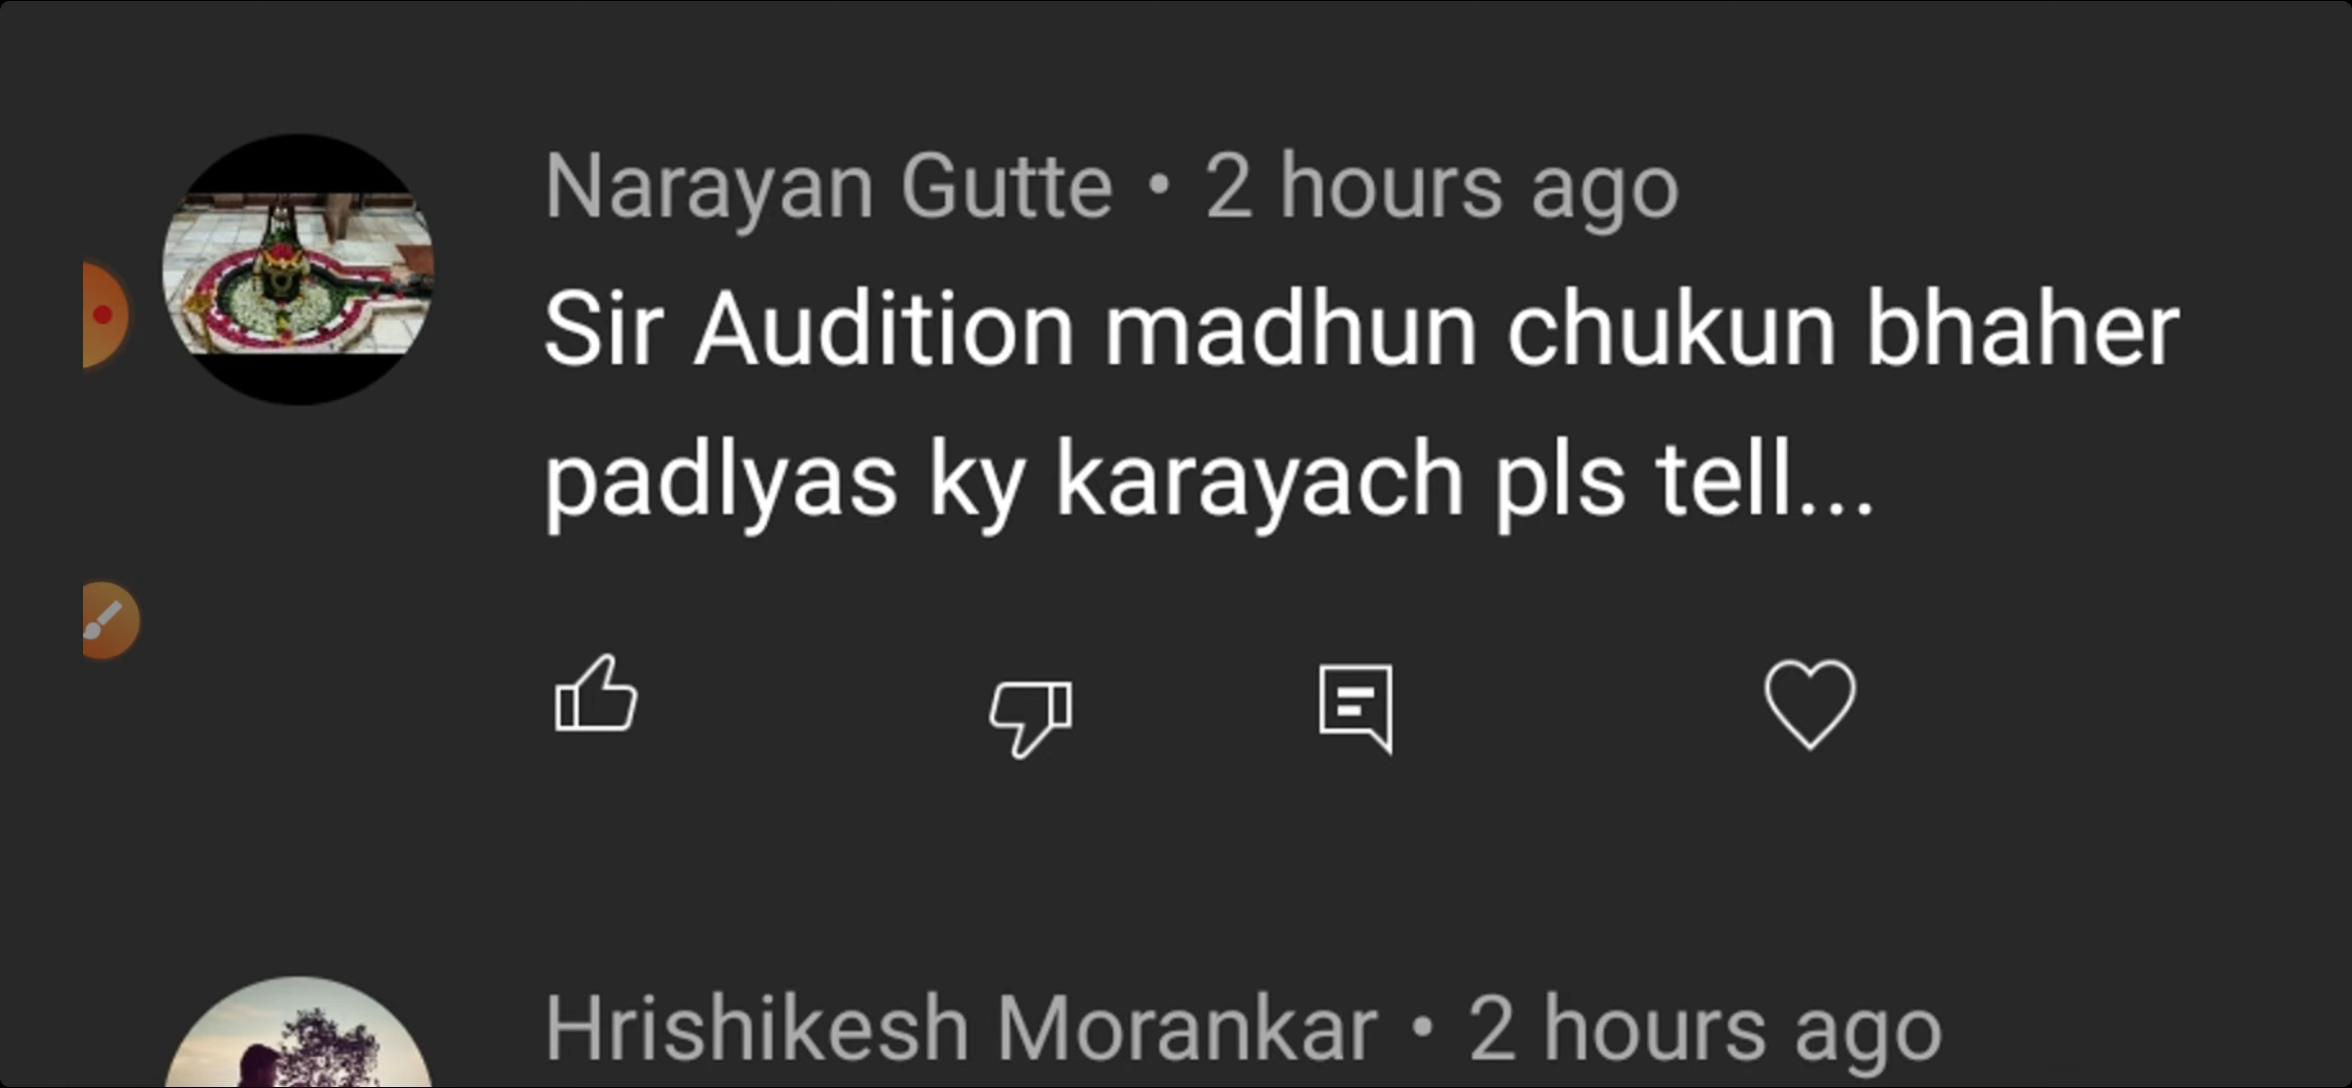 Narayan Gutte • 2 hours ago
Sir Audition madhun chukun bhaher
padlyas ky karayach pls tell...
Hrishikesh Morankar • 2 hours ago